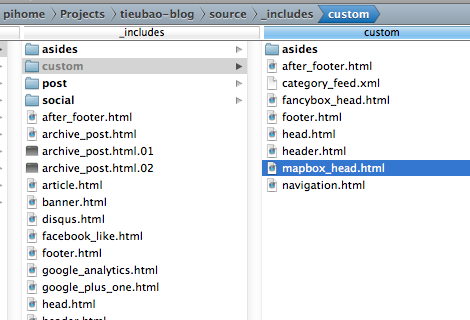 pihome Projects tieubao-blog source _includes custom
_includes
asides
custom
post
social
after_footer.html
archive_post.html
archive_post.html.01
archive_post.html.02
article.html
banner.html
disqus.html
facebook_like.html
footer.html
google_analytics.html
google_plus_one.html
head.html
header.html
custom
asides
after_footer.html
category_feed.xml
fancybox_head.html
footer.html
head.html
header.html
mapbox_head.html
navigation.html